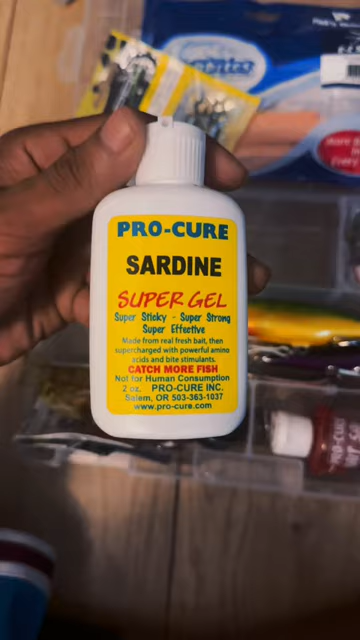 PRO-CURE
SARDINE
SUPER GEL
Super Sticky - Super Strong
Super Effective
Made from real fresh bait, then
supercharged with powerful amino
acids and bite stimulants.
CATCH MORE FISH
Not for Human Consumption
2 oz. PRO-CURE INC.
Salem, OR 503-363-1037
www.pro-cure.com
PRO-CURE